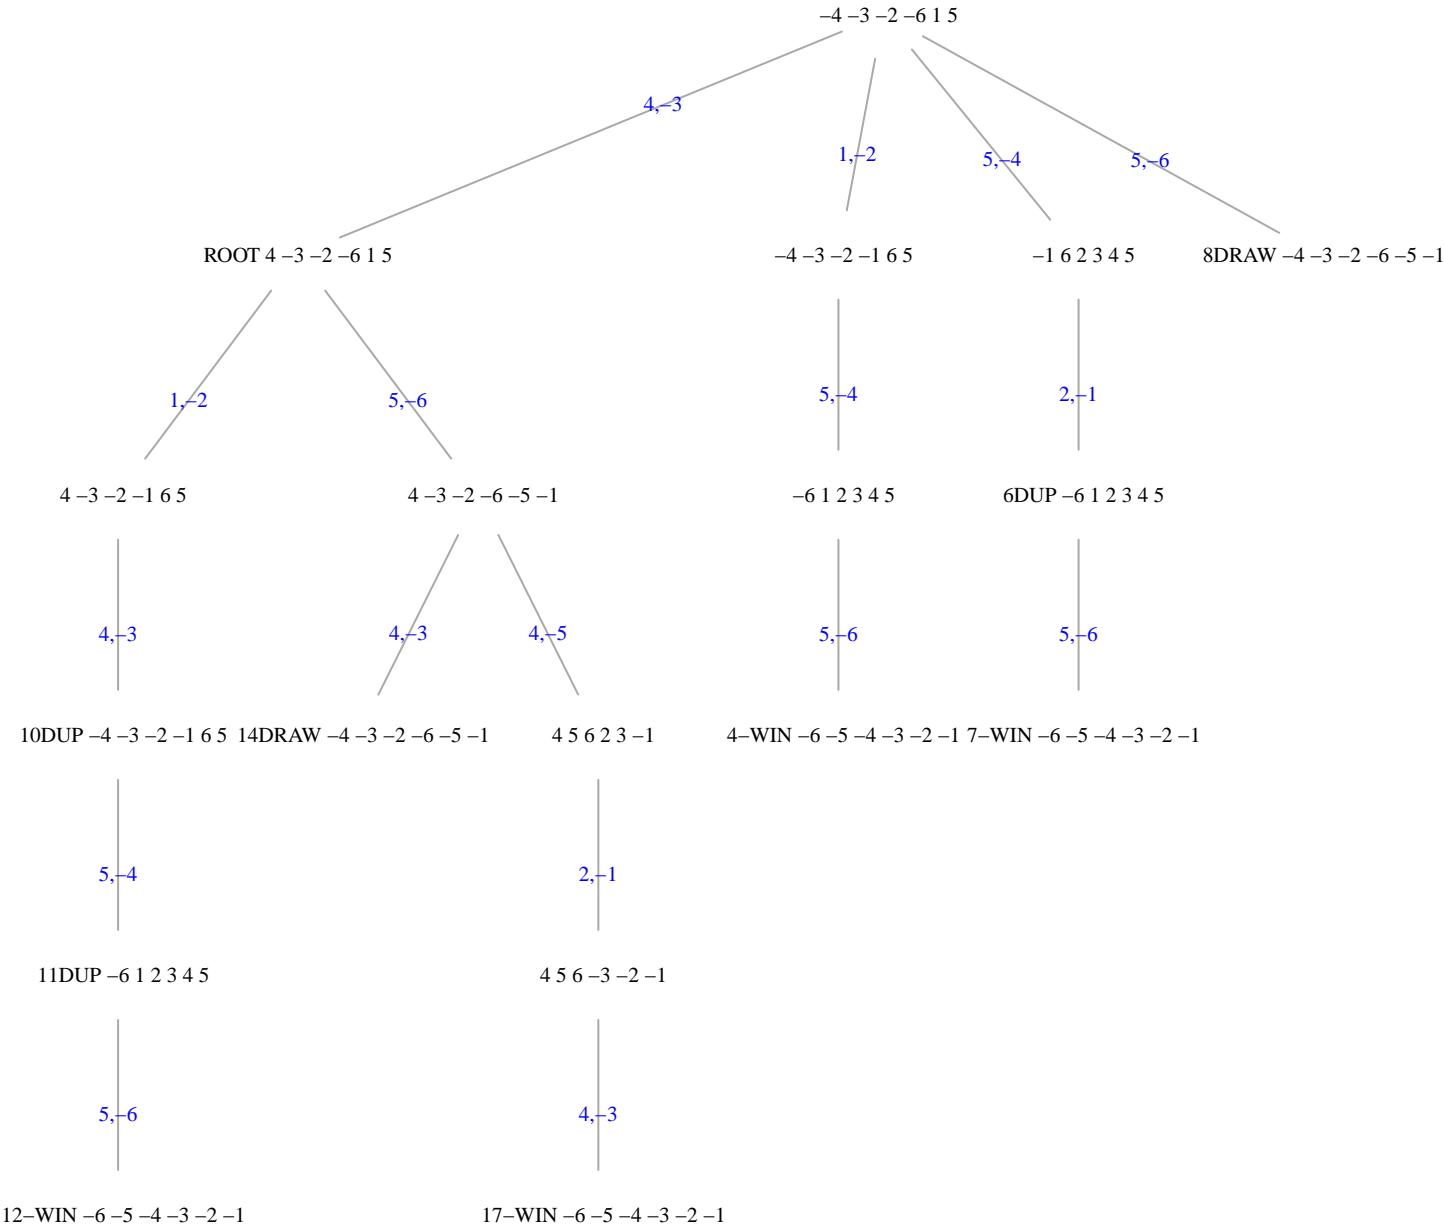 −4 −3 −2 −6 1 5
4,−3
1,−2
5,−4
5,−6
ROOT 4 −3 −2 −6 1 5
−4 −3 −2 −1 6 5
−1 6 2 3 4 5
8DRAW −4 −3 −2 −6 −5 −1
1,−2
5,−6
5,−4
2,−1
4 −3 −2 −1 6 5
4 −3 −2 −6 −5 −1
−6 1 2 3 4 5
6DUP −6 1 2 3 4 5
4,−3
4,−3
4,−5
5,−6
5,−6
10DUP −4 −3 −2 −1 6 5
14DRAW −4 −3 −2 −6 −5 −1
4 5 6 2 3 −1
4−WIN −6 −5 −4 −3 −2 −1
7−WIN −6 −5 −4 −3 −2 −1
5,−4
2,−1
11DUP −6 1 2 3 4 5
4 5 6 −3 −2 −1
5,−6
4,−3
12−WIN −6 −5 −4 −3 −2 −1
17−WIN −6 −5 −4 −3 −2 −1